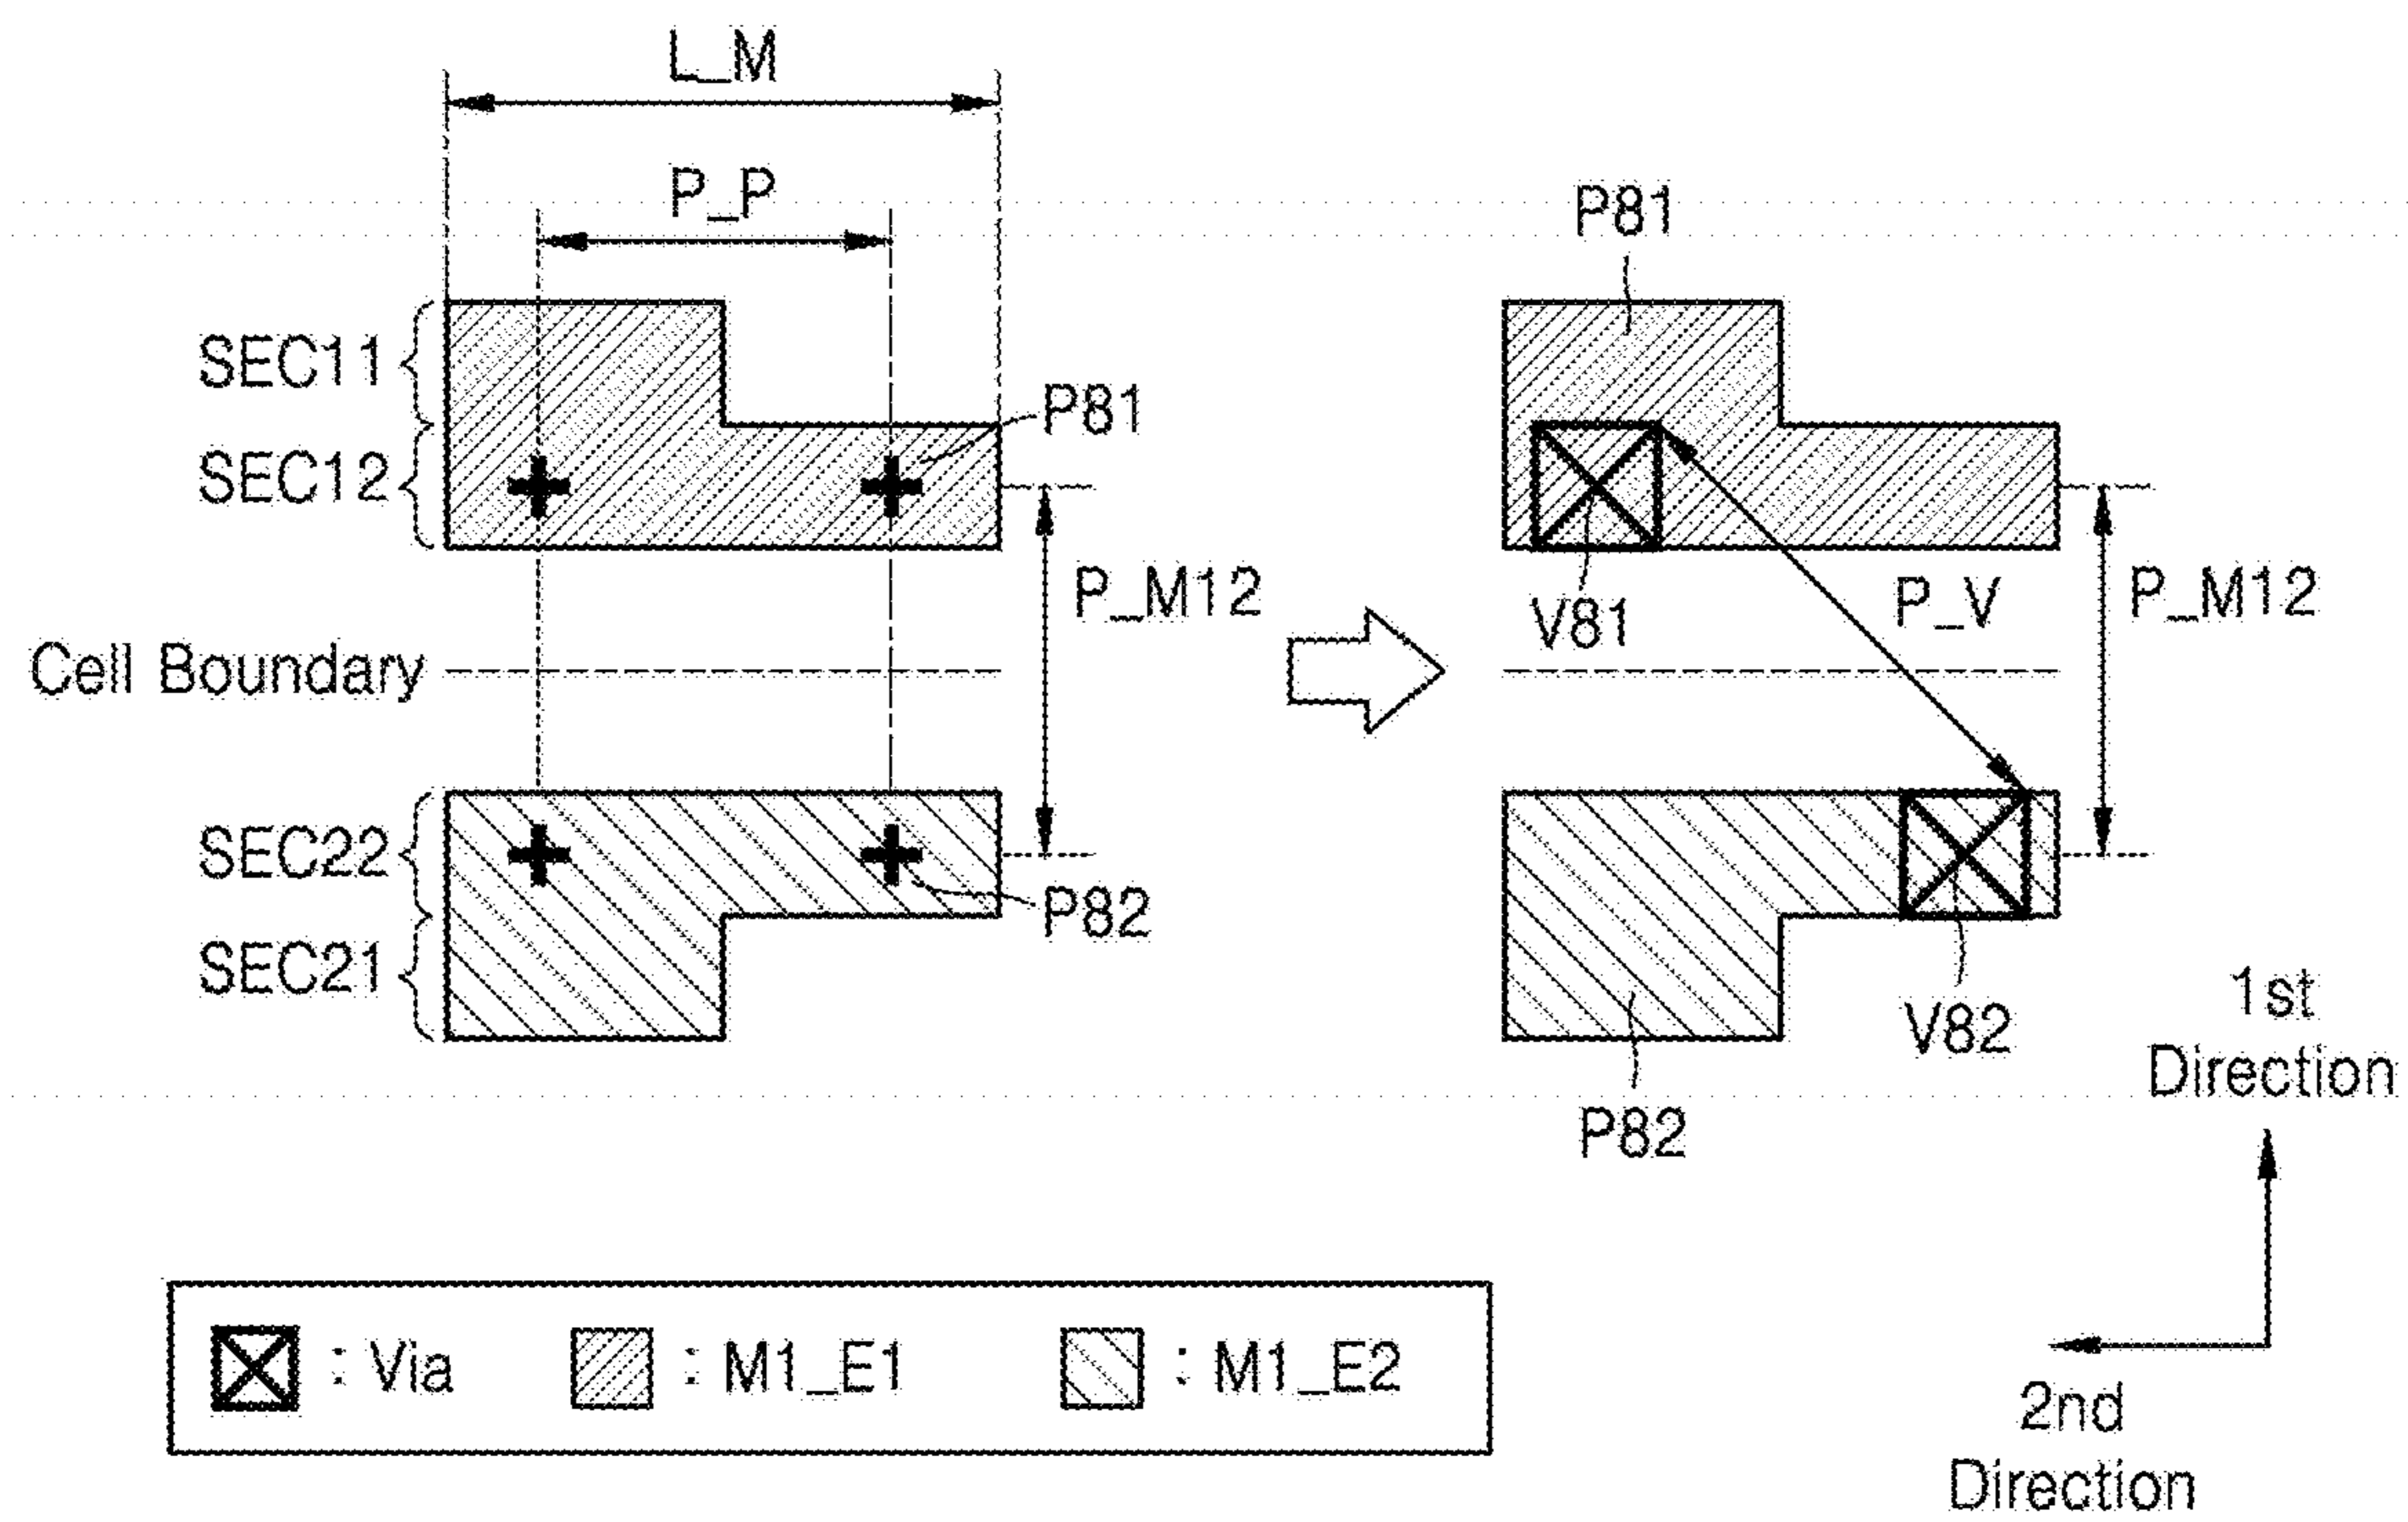 L_M
P_P
P81
SEC11
P81
SEC12
P_M12
V81
P_V
P_M12
Cell Boundary
SEC22
P82
SEC21
V82
1st
Direction
P82
: Via
: M1_E1
: M1_E2
2nd
Direction